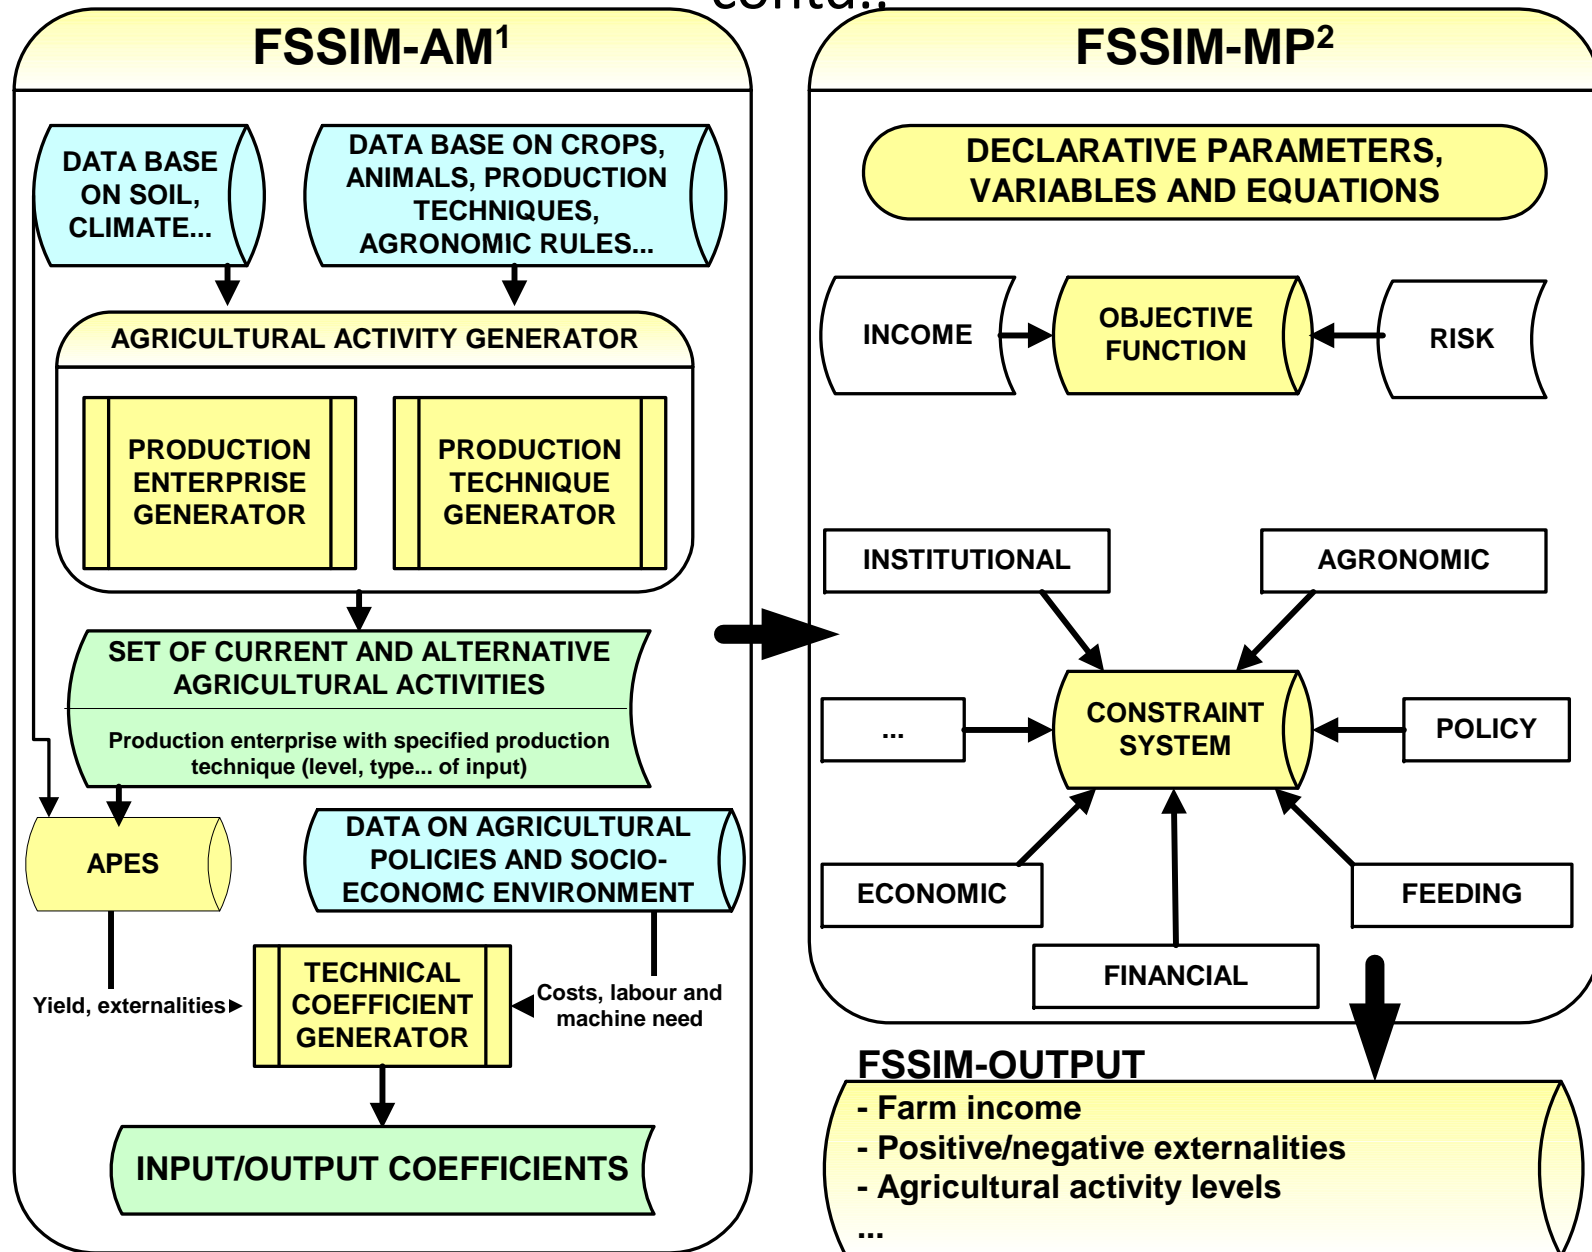 contd..
FSSIM-AM1
DATA BASE
ON SOIL,
CLIMATE...
DATA BASE ON CROPS,
ANIMALS, PRODUCTION
TECHNIQUES,
AGRONOMIC RULES...
AGRICULTURAL ACTIVITY GENERATOR
PRODUCTION
ENTERPRISE
GENERATOR
PRODUCTION
TECHNIQUE
GENERATOR
SET OF CURRENT AND ALTERNATIVE
AGRICULTURAL ACTIVITIES
Production enterprise with specified production
technique (level, type... of input)
APES
DATA ON AGRICULTURAL
POLICIES AND SOCIO-
ECONOMC ENVIRONMENT
Yield, externalities
TECHNICAL
COEFFICIENT
GENERATOR
Costs, labour and
machine need
INPUT/OUTPUT COEFFICIENTS
FSSIM-MP2
DECLARATIVE PARAMETERS,
VARIABLES AND EQUATIONS
INCOME
OBJECTIVE
FUNCTION
RISK
INSTITUTIONAL
AGRONOMIC
...
CONSTRAINT
SYSTEM
POLICY
ECONOMIC
FEEDING
FINANCIAL
FSSIM-OUTPUT
- Farm income
- Positive/negative externalities
- Agricultural activity levels
...